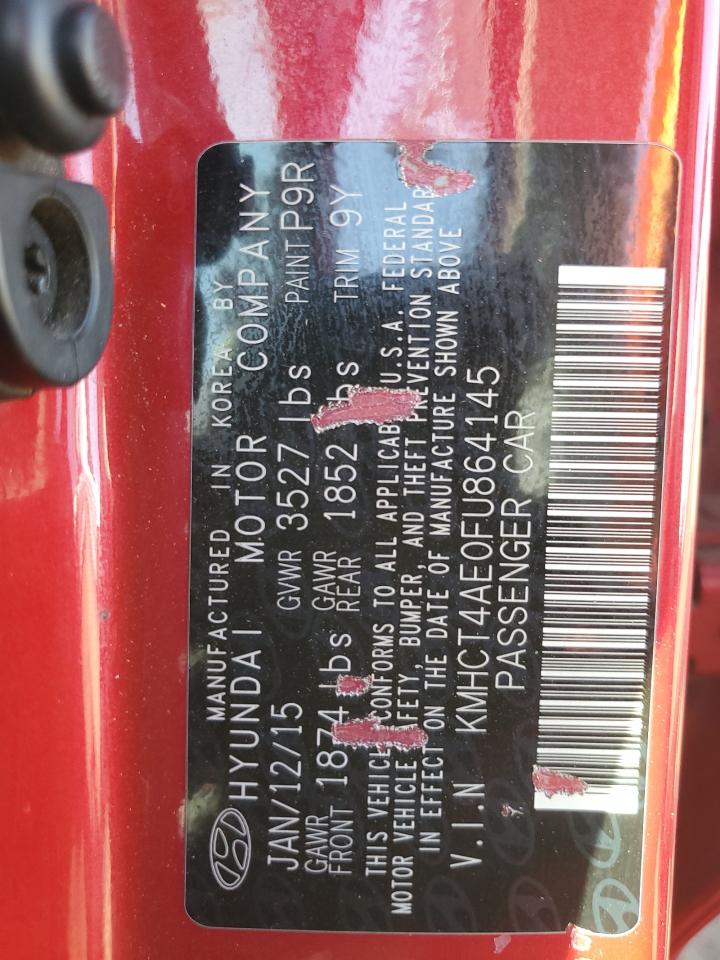 MANUFACTURED IN KOREA BY
HYUNDAI MOTOR COMPANY
JAN/12/15 GVWR 3527 lbs PAINT P9R
GAWR FRONT 1874 lbs GAWR REAR 1852 lbs TRIM 9Y
THIS VEHICLE CONFORMS TO ALL APPLICABLE U.S.A. FEDERAL
MOTOR VEHICLE SAFETY, BUMPER, AND THEFT PREVENTION STANDARDS
IN EFFECT ON THE DATE OF MANUFACTURE SHOWN ABOVE
V.I.N KMHCT4AE0FU864145
PASSENGER CAR